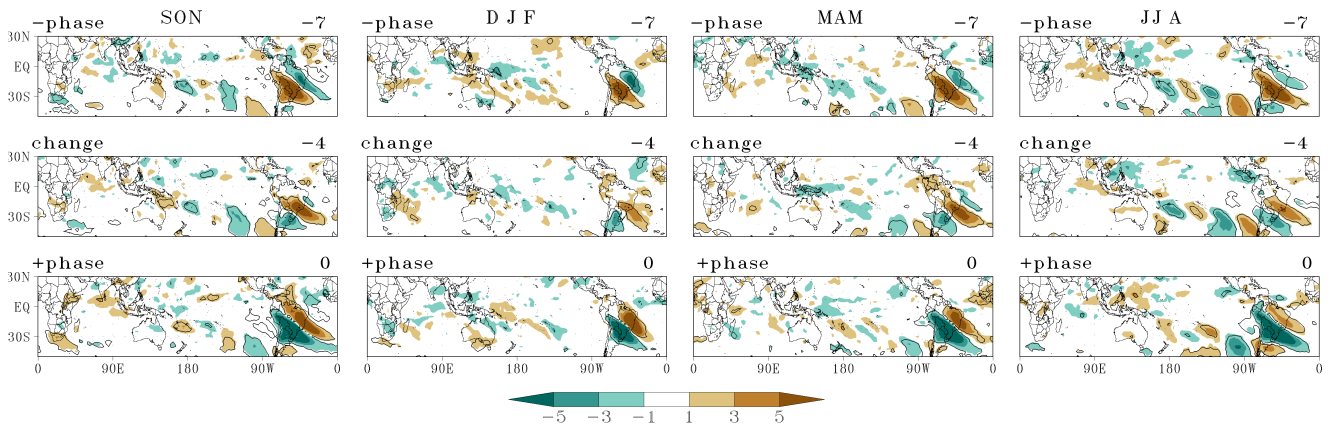 SON DJF MAM JJA
−phase −7 −phase −7 −phase −7 −phase −7
30N
EQ
30S
change −4 change −4 change −4 change −4
30N
EQ
30S
+phase 0 +phase 0 +phase 0 +phase 0
30N
EQ
30S
0 90E 180 90W 0 0 90E 180 90W 0 0 90E 180 90W 0 0 90E 180 90W 0
−5 −3 −1 1 3 5